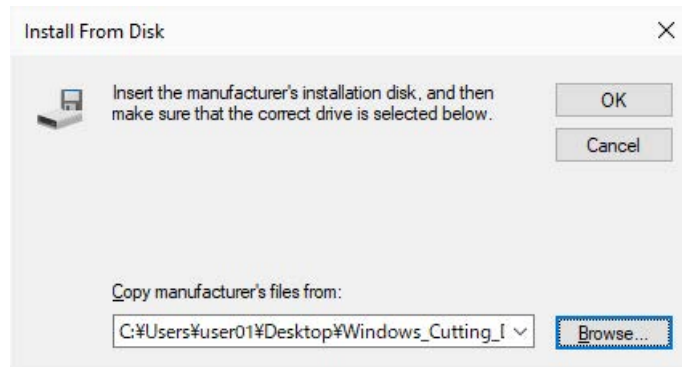 Install From Disk
Insert the manufacturer's installation disk, and then
make sure that the correct drive is selected below.
OK
Cancel
Copy manufacturer's files from:
C:¥Users¥user01¥Desktop¥Windows_Cutting_
Browse...